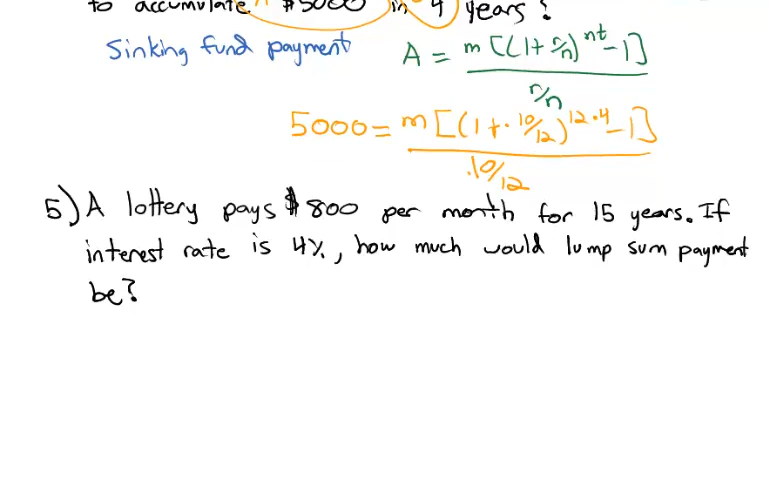 to accumulate $5000 in 4 years?
Sinking fund payment A = m[(1+r/n)^nt-1]
r/n
5000 = m[(1+.10/12)^12.4-1]
.10/12
5) A lottery pays $800 per month for 15 years. If
interest rate is 4%, how much would lump sum payment
be?